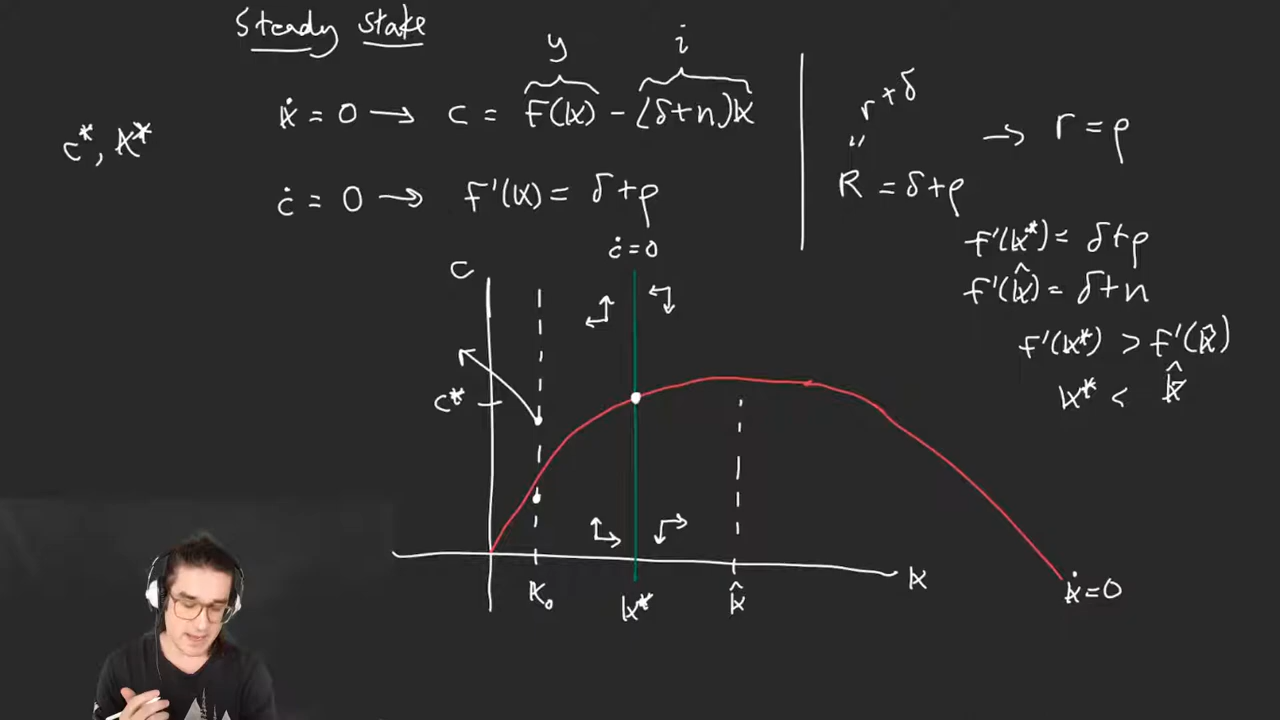 Steady state
y
i
k̇ = 0 → c = f(k) - (δ+n)k
c*, k*
ċ = 0 → f'(k) = δ+ρ
r+δ
"
R = δ+ρ
→ r = ρ
f'(k*) = δ+ρ
f'(k̂) = δ+n
f'(k*) > f'(k̂)
k* < k̂
ċ=0
c
c*
k₀
k*
k̂
k
k̇=0